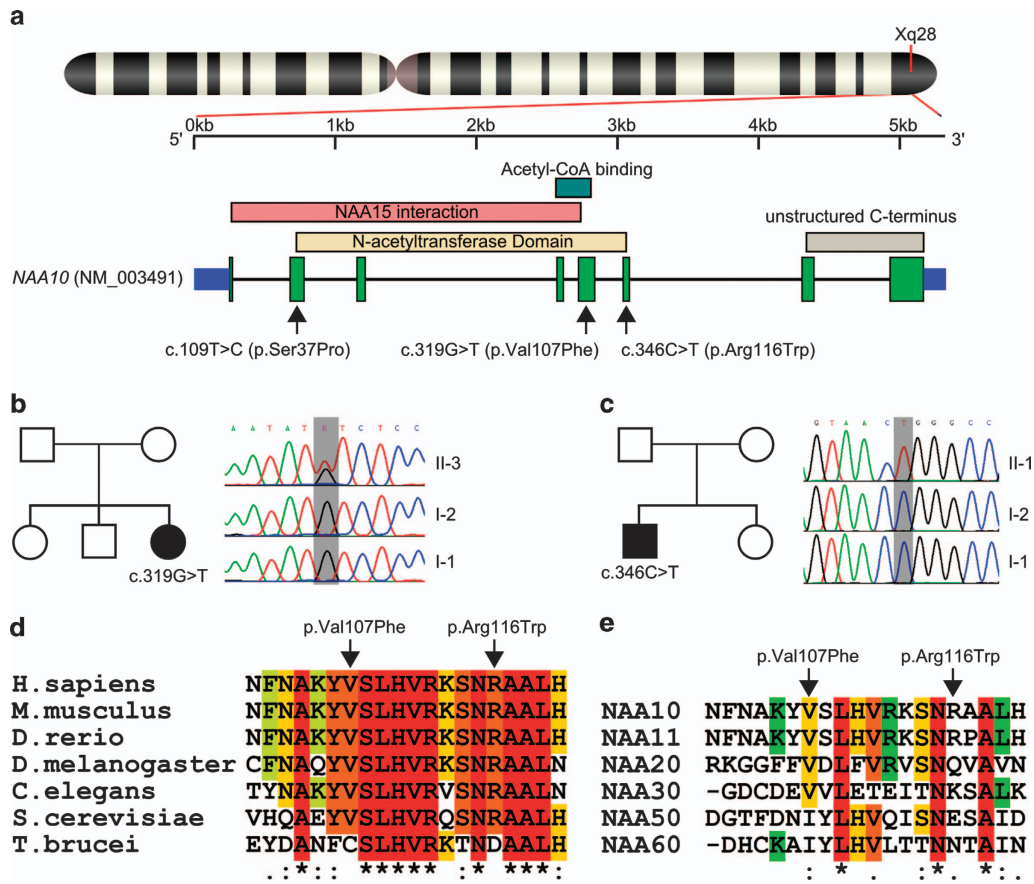 a
Xq28
0kb 1kb 2kb 3kb 4kb 5kb
5' 3'
Acetyl-CoA binding
NAA15 interaction
unstructured C-terminus
N-acetyltransferase Domain
NAA10 (NM_003491)
c.109T>C (p.Ser37Pro)
c.319G>T (p.Val107Phe)
c.346C>T (p.Arg116Trp)
b
A A T A T K T C T C C
II-3
I-2
I-1
c.319G>T
c
G T A A C T G G G C C
II-1
I-2
I-1
c.346C>T
d
p.Val107Phe p.Arg116Trp
H.sapiens NFNAKYVSLHVRKSNRAALH
M.musculus NFNAKYVSLHVRKSNRAALH
D.rerio NFNAKYVSLHVRKSNRAALH
D.melanogaster CFNAQYVSLHVRKSNRAALN
C.elegans TYNAKYVSLHVRVSNRAALN
S.cerevisiae VHQAEYVSLHVRQSNRAALH
T.brucei EYDANFCSLHVRKTNDAALH
.:*:: ***** :* ***:
e
p.Val107Phe p.Arg116Trp
NAA10 NFNAKYVSLHVRKSNRAALH
NAA11 NFNAKYVSLHVRKSNRPALH
NAA20 RKGGFFVDLFVRVSNQVAVN
NAA30 -GDCDEVVLETEITNKSALK
NAA50 DGTFDNIYLHVQISNESAID
NAA60 -DHCKAIYLHVLTTNNTAIN
: * : :*. *:.